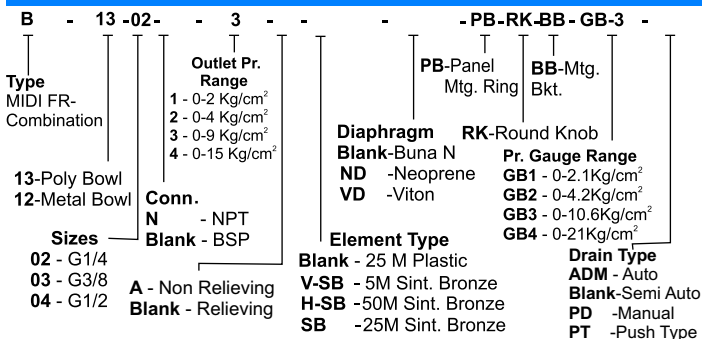 B - 13 -02- - 3 - - - - -PB-RK-BB - GB-3 -
Type
MIDI FR-
Combination
13-Poly Bowl
12-Metal Bowl
Sizes
02 - G1/4
03 - G3/8
04 - G1/2
Conn.
N - NPT
Blank - BSP
Outlet Pr.
Range
1 - 0-2 Kg/cm²
2 - 0-4 Kg/cm²
3 - 0-9 Kg/cm²
4 - 0-15 Kg/cm²
A - Non Relieving
Blank - Relieving
Element Type
Blank - 25 M Plastic
V-SB - 5M Sint. Bronze
H-SB -50M Sint. Bronze
SB -25M Sint. Bronze
Diaphragm
Blank-Buna N
ND -Neoprene
VD -Viton
PB-Panel
Mtg. Ring
RK-Round Knob
BB-Mtg.
Bkt.
Pr. Gauge Range
GB1 - 0-2.1Kg/cm²
GB2 - 0-4.2Kg/cm²
GB3 - 0-10.6Kg/cm²
GB4 - 0-21Kg/cm²
Drain Type
ADM - Auto
Blank-Semi Auto
PD -Manual
PT -Push Type